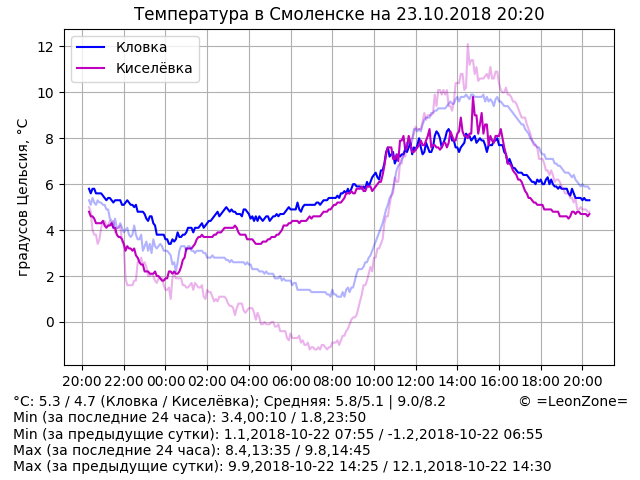 Температура в Смоленске на 23.10.2018 20:20
Кловка
Киселёвка
градусов Цельсия, °C
12
10
8
6
4
2
0
20:00 22:00 00:00 02:00 04:00 06:00 08:00 10:00 12:00 14:00 16:00 18:00 20:00
°C: 5.3 / 4.7 (Кловка / Киселёвка); Средняя: 5.8/5.1 | 9.0/8.2 © =LeonZone=
Min (за последние 24 часа): 3.4,00:10 / 1.8,23:50
Min (за предыдущие сутки): 1.1,2018-10-22 07:55 / -1.2,2018-10-22 06:55
Max (за последние 24 часа): 8.4,13:35 / 9.8,14:45
Max (за предыдущие сутки): 9.9,2018-10-22 14:25 / 12.1,2018-10-22 14:30